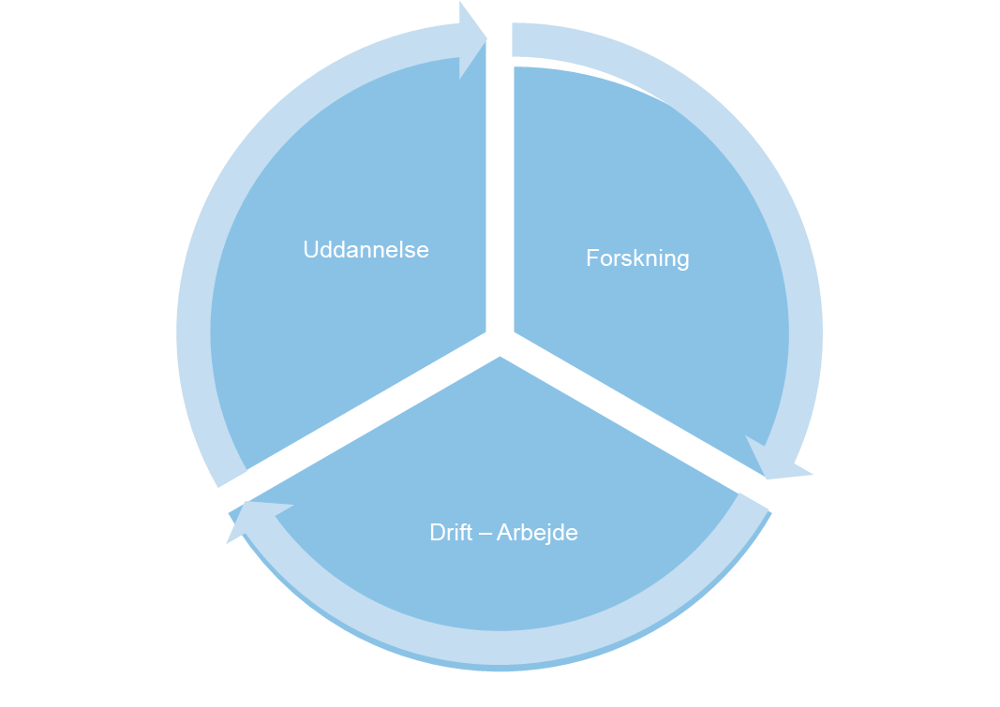 Uddannelse
Forskning
Drift – Arbejde